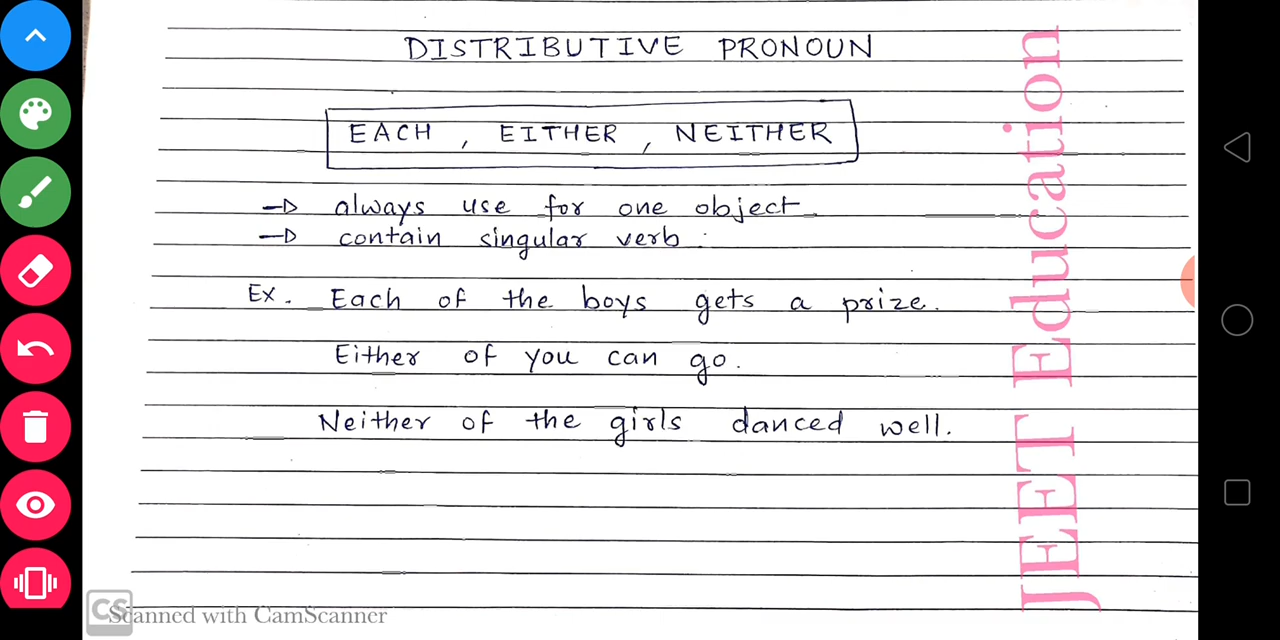 DISTRIBUTIVE PRONOUN
EACH , EITHER , NEITHER
→ always use for one object.
→ contain singular verb :
Ex. Each of the boys gets a prize.
Either of you can go.
Neither of the girls danced well.
JEET Education
CS
Scanned with CamScanner